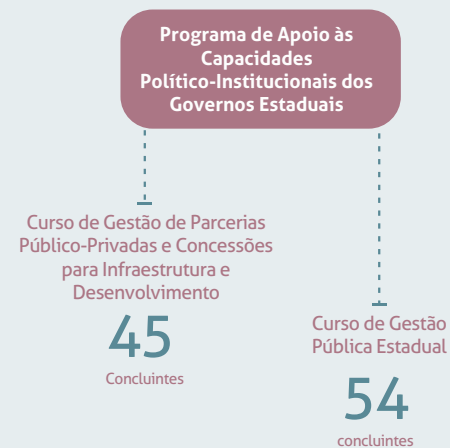 Programa de Apoio às
Capacidades
Político-Institucionais dos
Governos Estaduais
Curso de Gestão de Parcerias
Público-Privadas e Concessões
para Infraestrutura e
Desenvolvimento
45
Concluintes
Curso de Gestão
Pública Estadual
54
concluintes